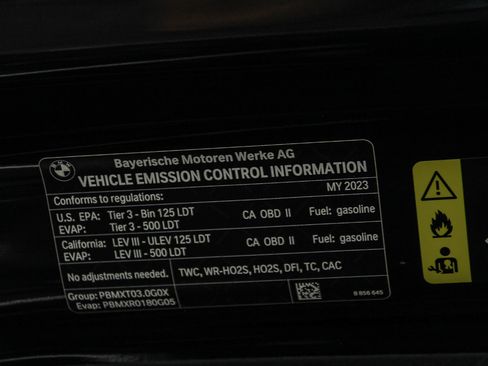 BMW
Bayerische Motoren Werke AG
VEHICLE EMISSION CONTROL INFORMATION
Conforms to regulations: MY 2023
U.S. EPA: Tier 3 - Bin 125 LDT CA OBD II Fuel: gasoline
EVAP: Tier 3 - 500 LDT
California: LEV III - ULEV 125 LDT CA OBD II Fuel: gasoline
EVAP: LEV III - 500 LDT
No adjustments needed. TWC, WR-HO2S, HO2S, DFI, TC, CAC
Group: PBMXT03.0G0X
Evap: PBMXR0180G05 8 856 645